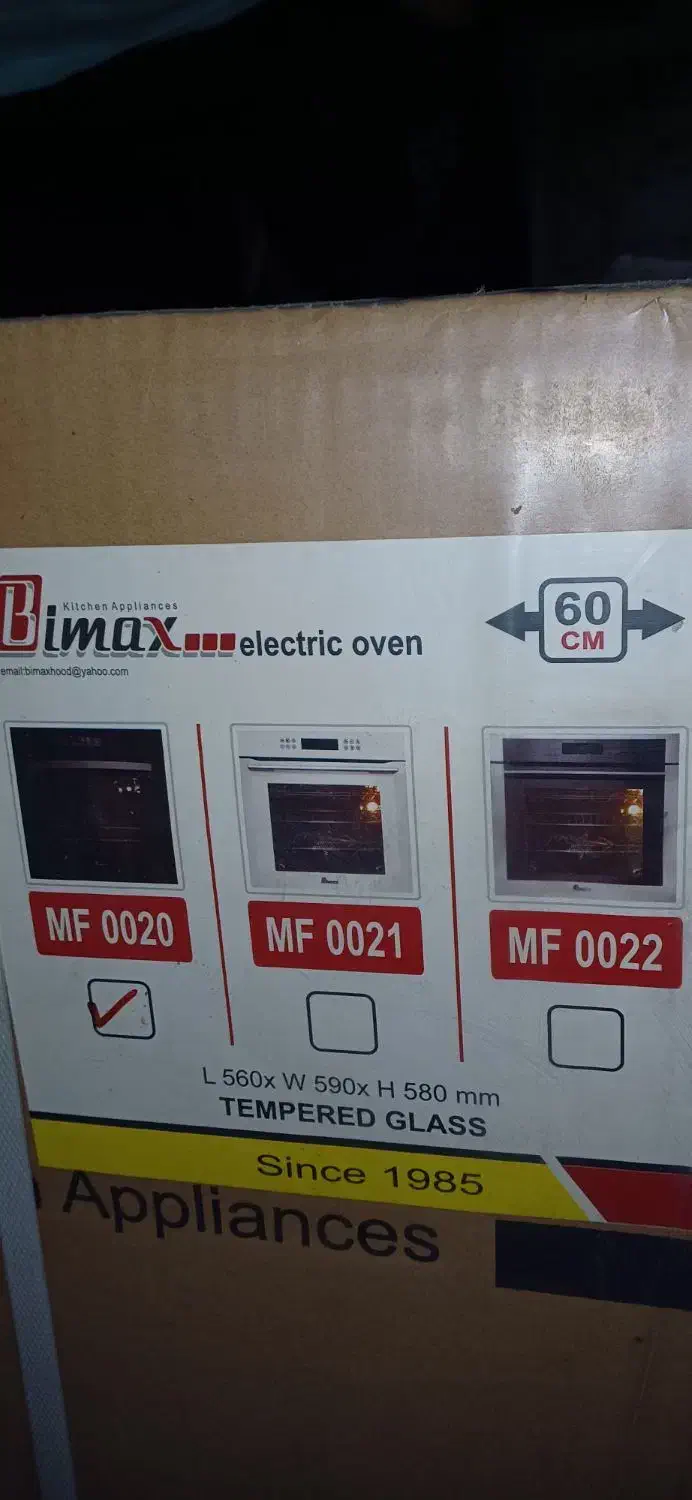 Kitchen Appliances
Bimax electric oven
email:bimaxhood@yahoo.com
60
CM
MF 0020
MF 0021
MF 0022
L 560x W 590x H 580 mm
TEMPERED GLASS
Since 1985
Appliances